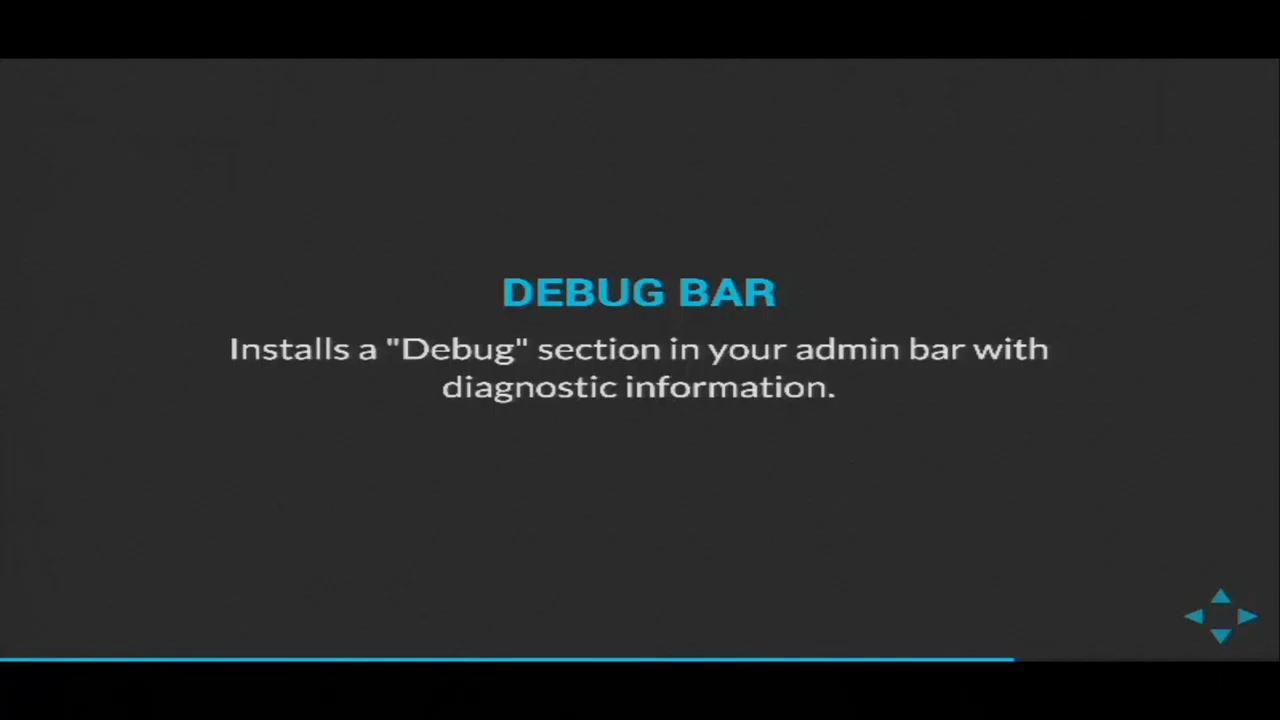 DEBUG BAR
Installs a "Debug" section in your admin bar with
diagnostic information.